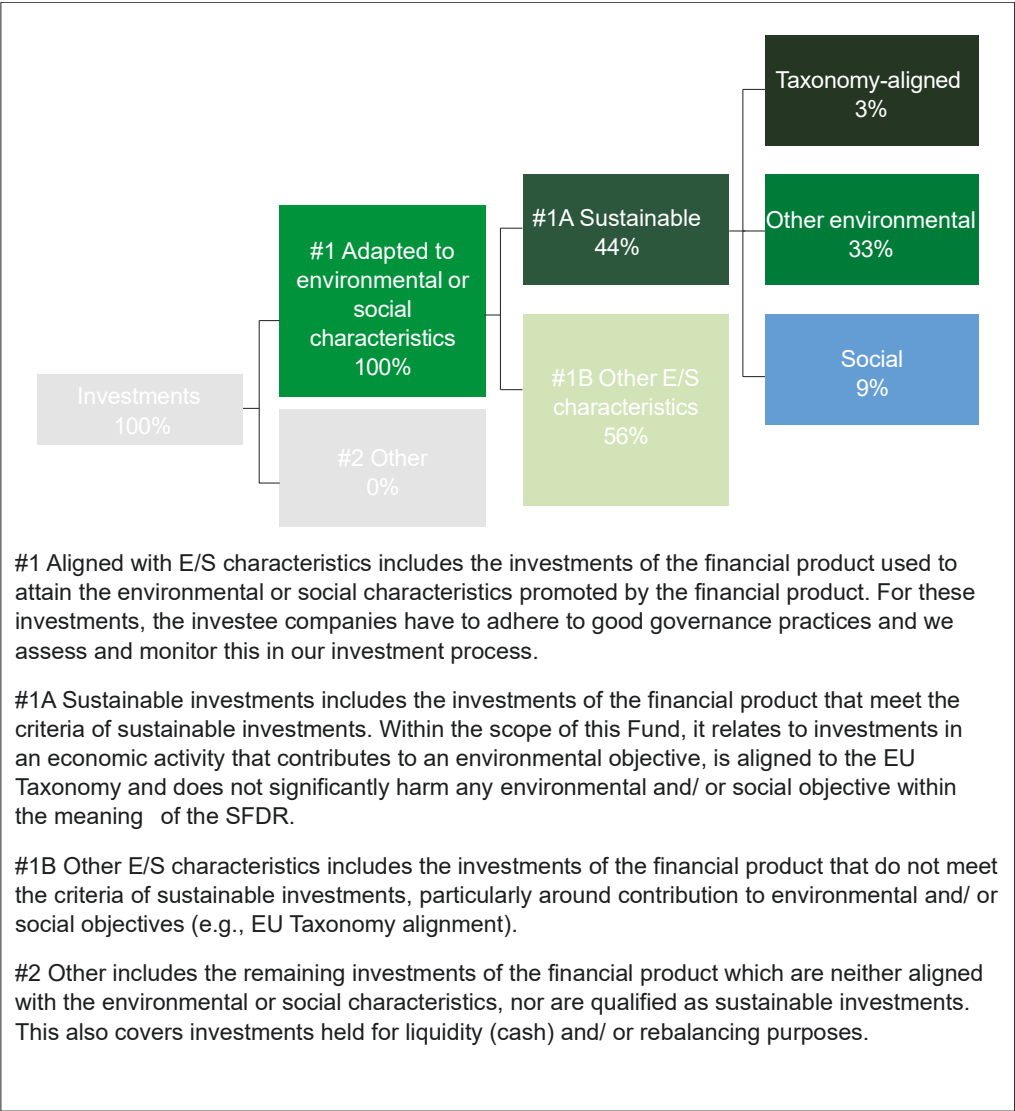 Taxonomy-aligned
3%
#1A Sustainable
44%
Other environmental
33%
#1 Adapted to
environmental or
social
characteristics
100%
Social
9%
#1B Other E/S
characteristics
56%
Investments
100%
#2 Other
0%
#1 Aligned with E/S characteristics includes the investments of the financial product used to
attain the environmental or social characteristics promoted by the financial product. For these
investments, the investee companies have to adhere to good governance practices and we
assess and monitor this in our investment process.
#1A Sustainable investments includes the investments of the financial product that meet the
criteria of sustainable investments. Within the scope of this Fund, it relates to investments in
an economic activity that contributes to an environmental objective, is aligned to the EU
Taxonomy and does not significantly harm any environmental and/ or social objective within
the meaning of the SFDR.
#1B Other E/S characteristics includes the investments of the financial product that do not meet
the criteria of sustainable investments, particularly around contribution to environmental and/ or
social objectives (e.g., EU Taxonomy alignment).
#2 Other includes the remaining investments of the financial product which are neither aligned
with the environmental or social characteristics, nor are qualified as sustainable investments.
This also covers investments held for liquidity (cash) and/ or rebalancing purposes.